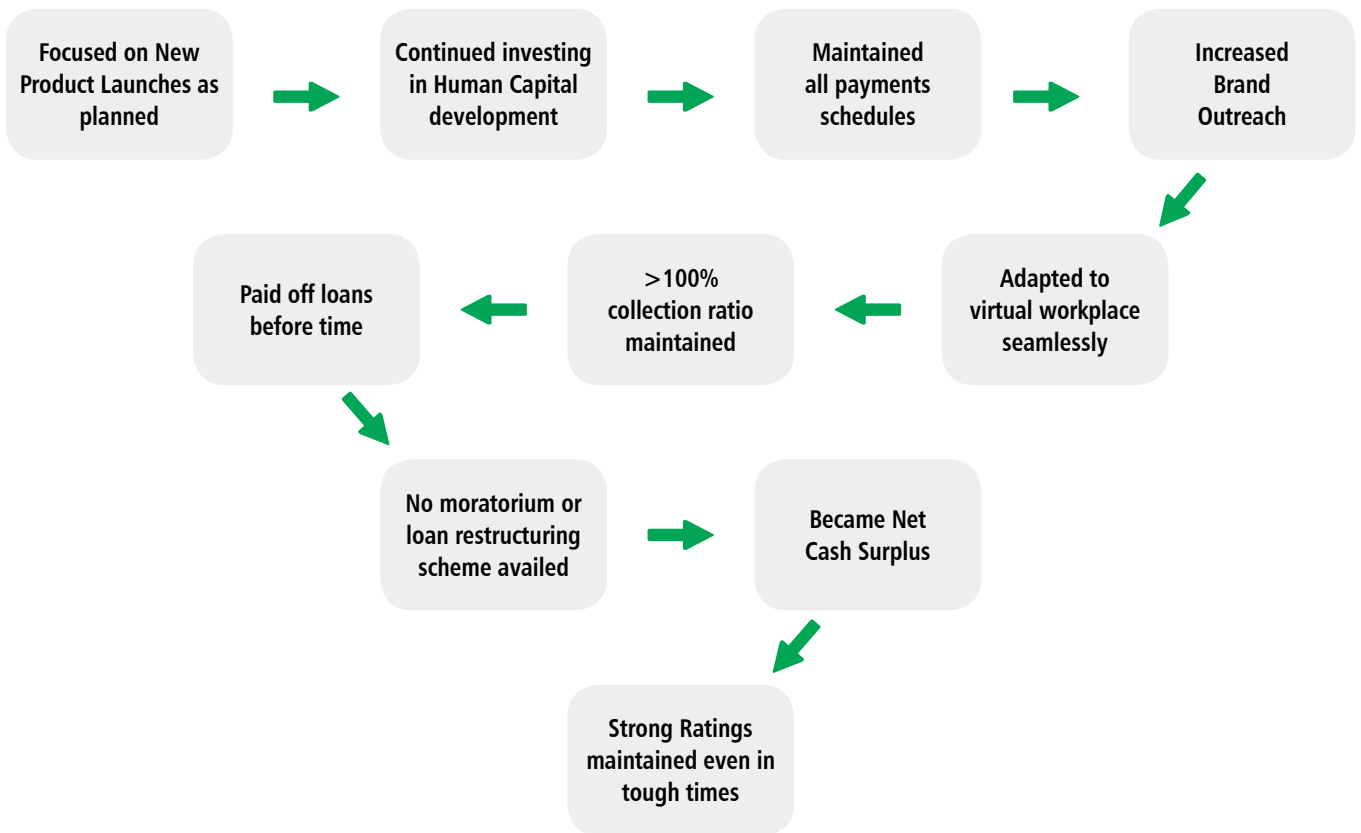 Focused on New
Product Launches as
planned
Continued investing
in Human Capital
development
Maintained
all payments
schedules
Increased
Brand
Outreach
Adapted to
virtual workplace
seamlessly
>100%
collection ratio
maintained
Paid off loans
before time
No moratorium or
loan restructuring
scheme availed
Became Net
Cash Surplus
Strong Ratings
maintained even in
tough times